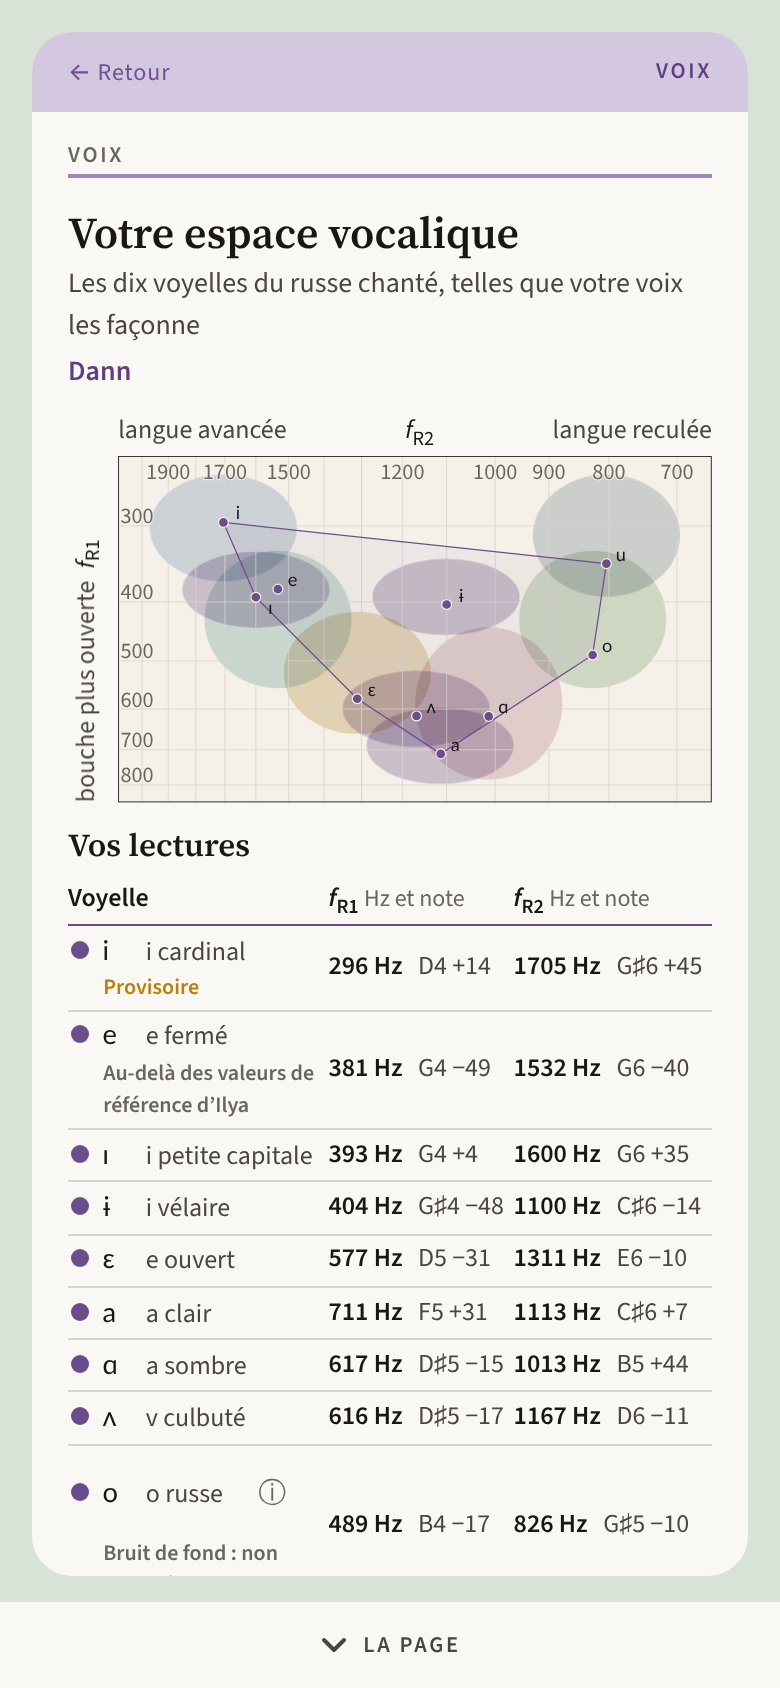 ← Retour
VOIX
VOIX
Votre espace vocalique
Les dix voyelles du russe chanté, telles que votre voix
les façonne
Dann
langue avancée fR2 langue reculée
1900 1700 1500 1200 1000 900 800 700
bouche plus ouverte fR1
300
400
500
600
700
800
i
u
e
ɪ
ɨ
o
ɛ
ʌ
ɑ
a
Vos lectures
Voyelle fR1 Hz et note fR2 Hz et note
i i cardinal 296 Hz D4 +14 1705 Hz G♯6 +45
Provisoire
e e fermé 381 Hz G4 −49 1532 Hz G6 −40
Au-delà des valeurs de
référence d’Ilya
ɪ i petite capitale 393 Hz G4 +4 1600 Hz G6 +35
ɨ i vélaire 404 Hz G♯4 −48 1100 Hz C♯6 −14
ɛ e ouvert 577 Hz D5 −31 1311 Hz E6 −10
a a clair 711 Hz F5 +31 1113 Hz C♯6 +7
ɑ a sombre 617 Hz D♯5 −15 1013 Hz B5 +44
ʌ v culbuté 616 Hz D♯5 −17 1167 Hz D6 −11
o o russe ⓘ 489 Hz B4 −17 826 Hz G♯5 −10
Bruit de fond : non
LA PAGE